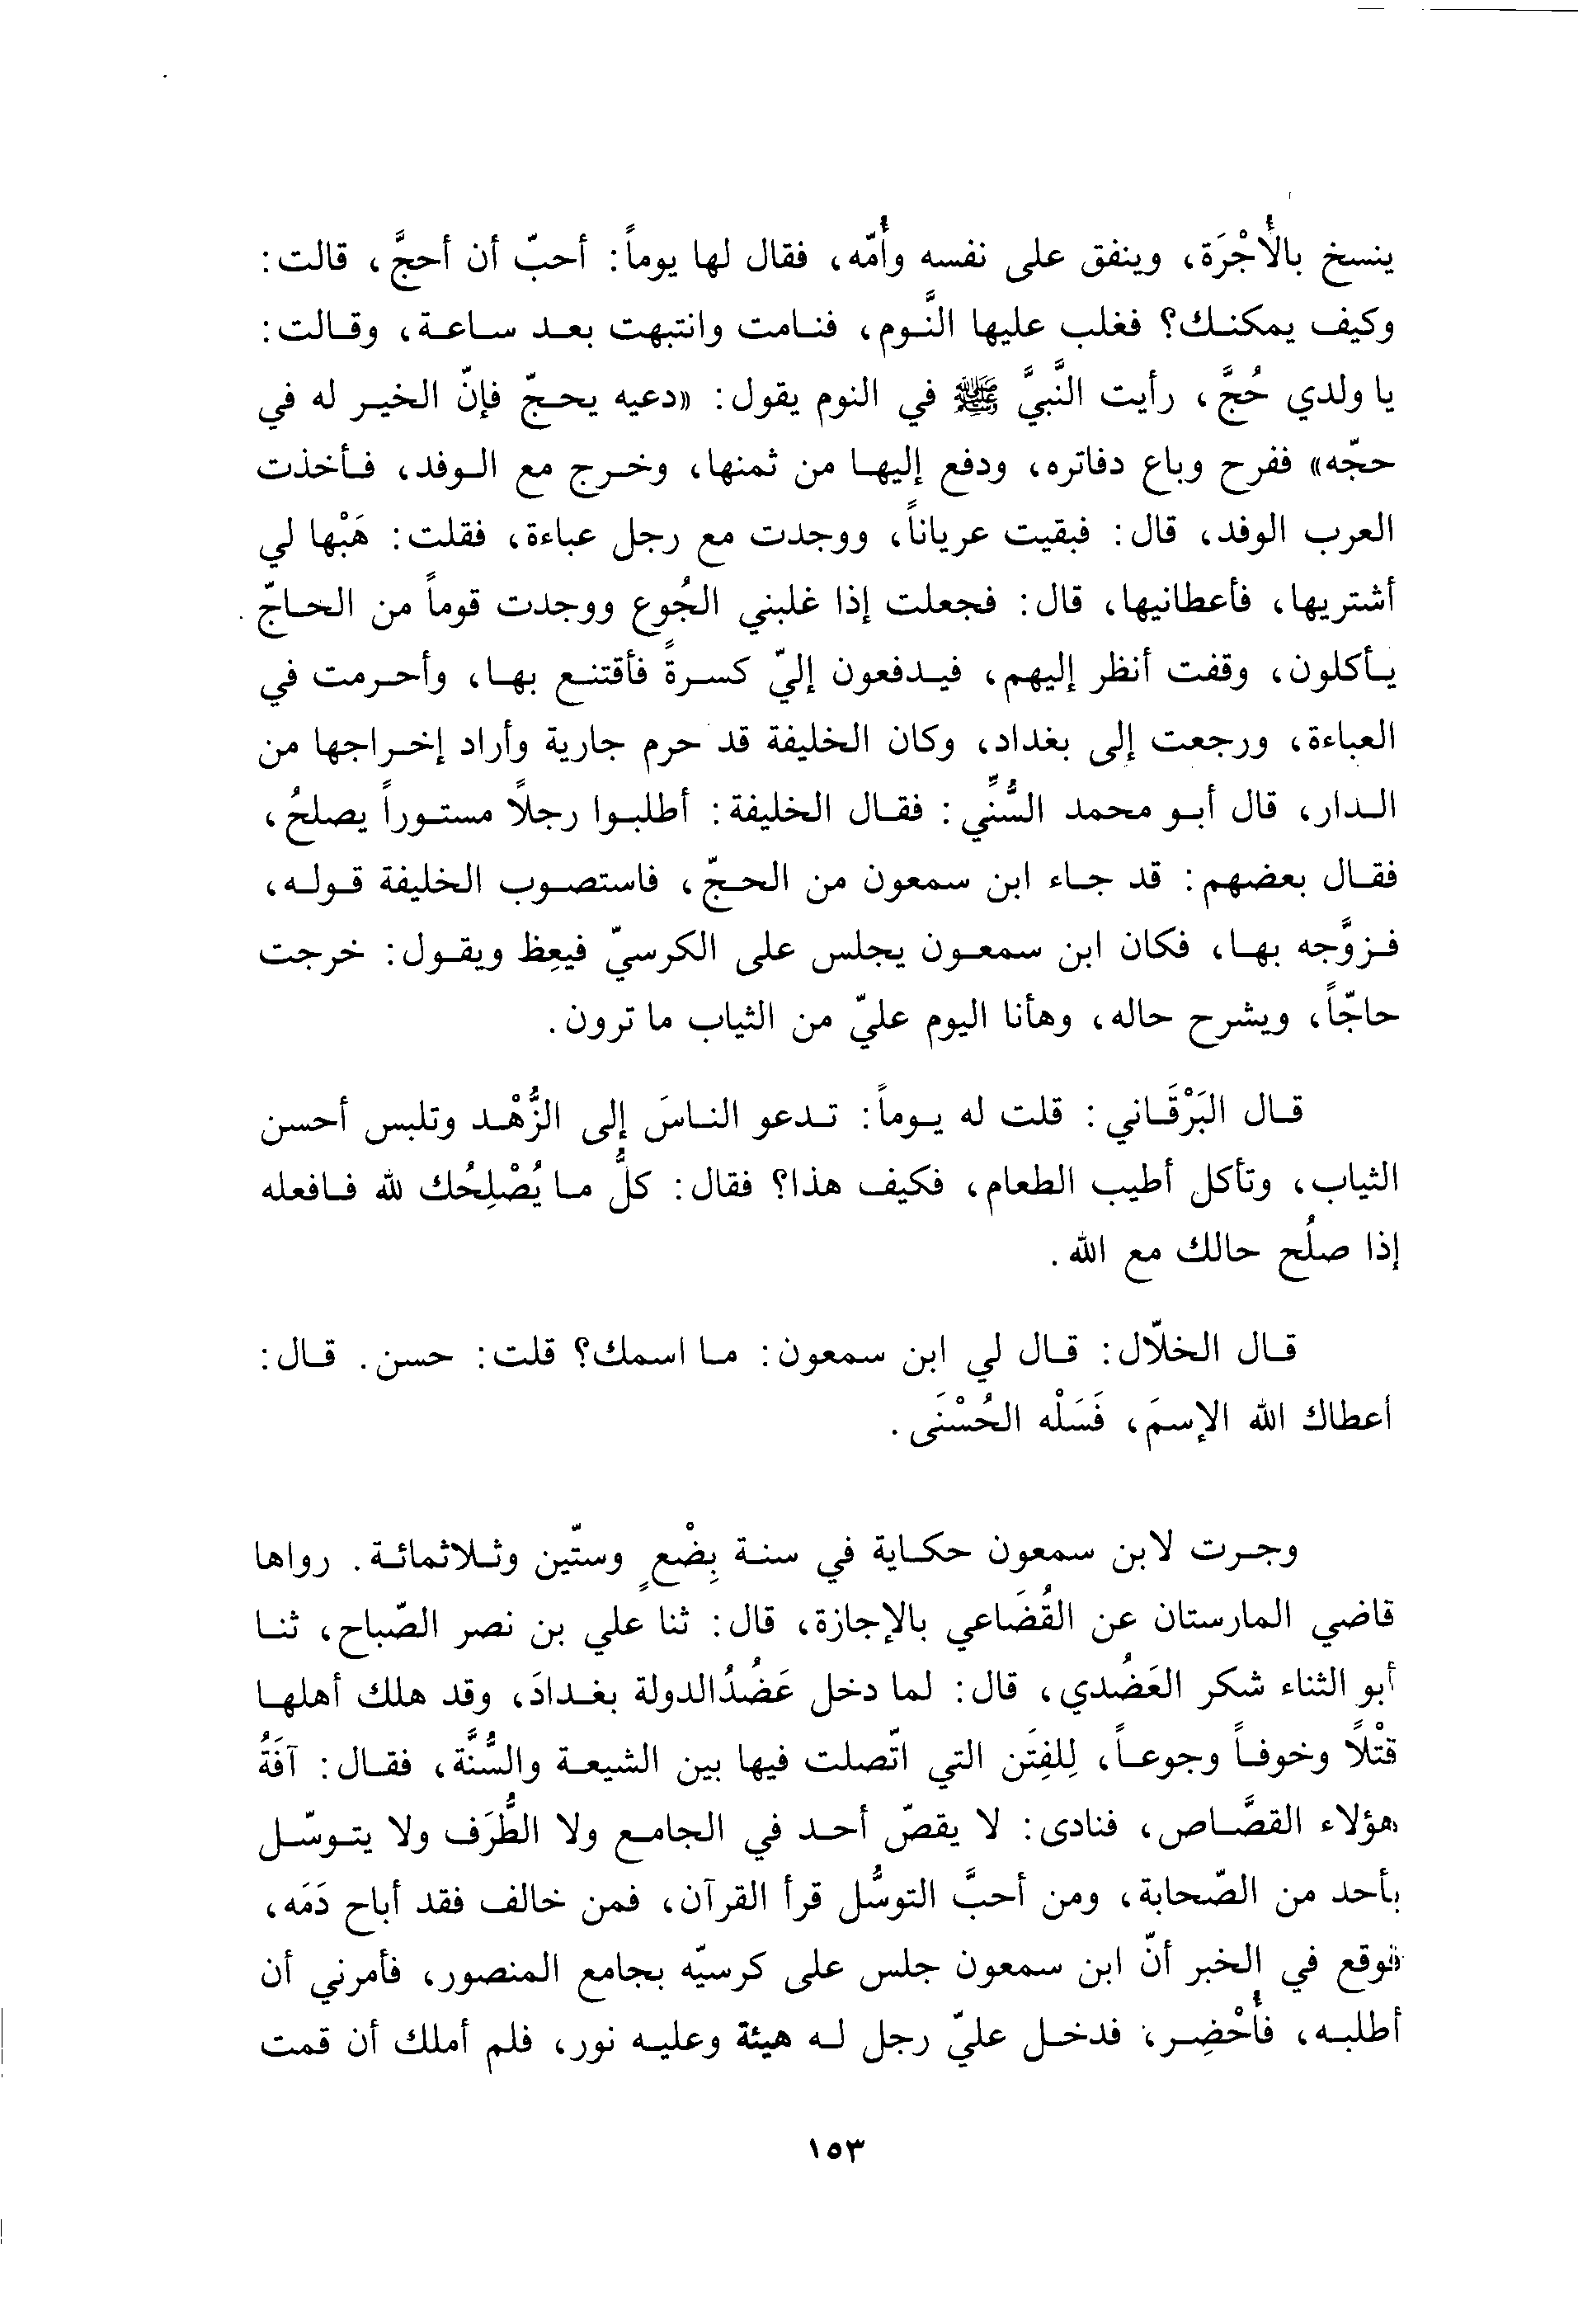 ينسخ بالأُجْرَة، وينفق على نفسه وأُمّه، فقال لها يوماً: أحبّ أن أحجَّ، قالت:
وكيف يمكنك؟ فغلب عليها النَّوم، فنامت وانتبهت بعد ساعة، وقالت:
يا ولدي حُجَّ، رأيت النَّبيَّ ﷺ في النوم يقول: «دعيه يحجّ فإنّ الخير له في
حجّه» ففرح وباع دفاتره، ودفع إليها من ثمنها، وخرج مع الوفد، فأخذت
العرب الوفد، قال: فبقيت عرياناً، ووجدت مع رجل عباءة، فقلت: هَبْها لي
أشتريها، فأعطانيها، قال: فجعلت إذا غلبني الجُوع ووجدت قوماً من الحاجّ
يأكلون، وقفت أنظر إليهم، فيدفعون إليّ كسرةً فأقتنع بها، وأحرمت في
العباءة، ورجعت إلى بغداد، وكان الخليفة قد حرم جارية وأراد إخراجها من
الدار، قال أبو محمد السُّنِّي: فقال الخليفة: أطلبوا رجلاً مستوراً يصلحُ،
فقال بعضهم: قد جاء ابن سمعون من الحجّ، فاستصوب الخليفة قوله،
فزوَّجه بها، فكان ابن سمعون يجلس على الكرسيّ فيعِظ ويقول: خرجت
حاجّاً، ويشرح حاله، وهأنا اليوم عليّ من الثياب ما ترون.
قال البَرْقَاني: قلت له يوماً: تدعو الناسَ إلى الزُّهْد وتلبس أحسن
الثياب، وتأكل أطيب الطعام، فكيف هذا؟ فقال: كلُّ ما يُصْلِحُك لله فافعله
إذا صلُح حالك مع الله.
قال الخلّال: قال لي ابن سمعون: ما اسمك؟ قلت: حسن. قال:
أعطاك الله الإسمَ، فَسَلْه الحُسْنَى.
وجرت لابن سمعون حكاية في سنة بِضْعٍ وستّين وثلاثمائة. رواها
قاضي المارستان عن القُضَاعي بالإجازة، قال: ثنا علي بن نصر الصّباح، ثنا
أبو الثناء شكر العَضُدي، قال: لما دخل عَضُدُالدولة بغدادَ، وقد هلك أهلها
قتْلاً وخوفاً وجوعاً، لِلفِتَن التي اتّصلت فيها بين الشيعة والسُّنَّة، فقال: آفَةُ
هؤلاء القصَّاص، فنادى: لا يقصّ أحد في الجامع ولا الطُّرَف ولا يتوسّل
بأحد من الصّحابة، ومن أحبَّ التوسُّل قرأ القرآن، فمن خالف فقد أباح دَمَه،
فوقع في الخبر أنّ ابن سمعون جلس على كرسيّه بجامع المنصور، فأمرني أن
أطلبه، فأُحْضِر، فدخل عليّ رجل له هيئة وعليه نور، فلم أملك أن قمت
١٥٣